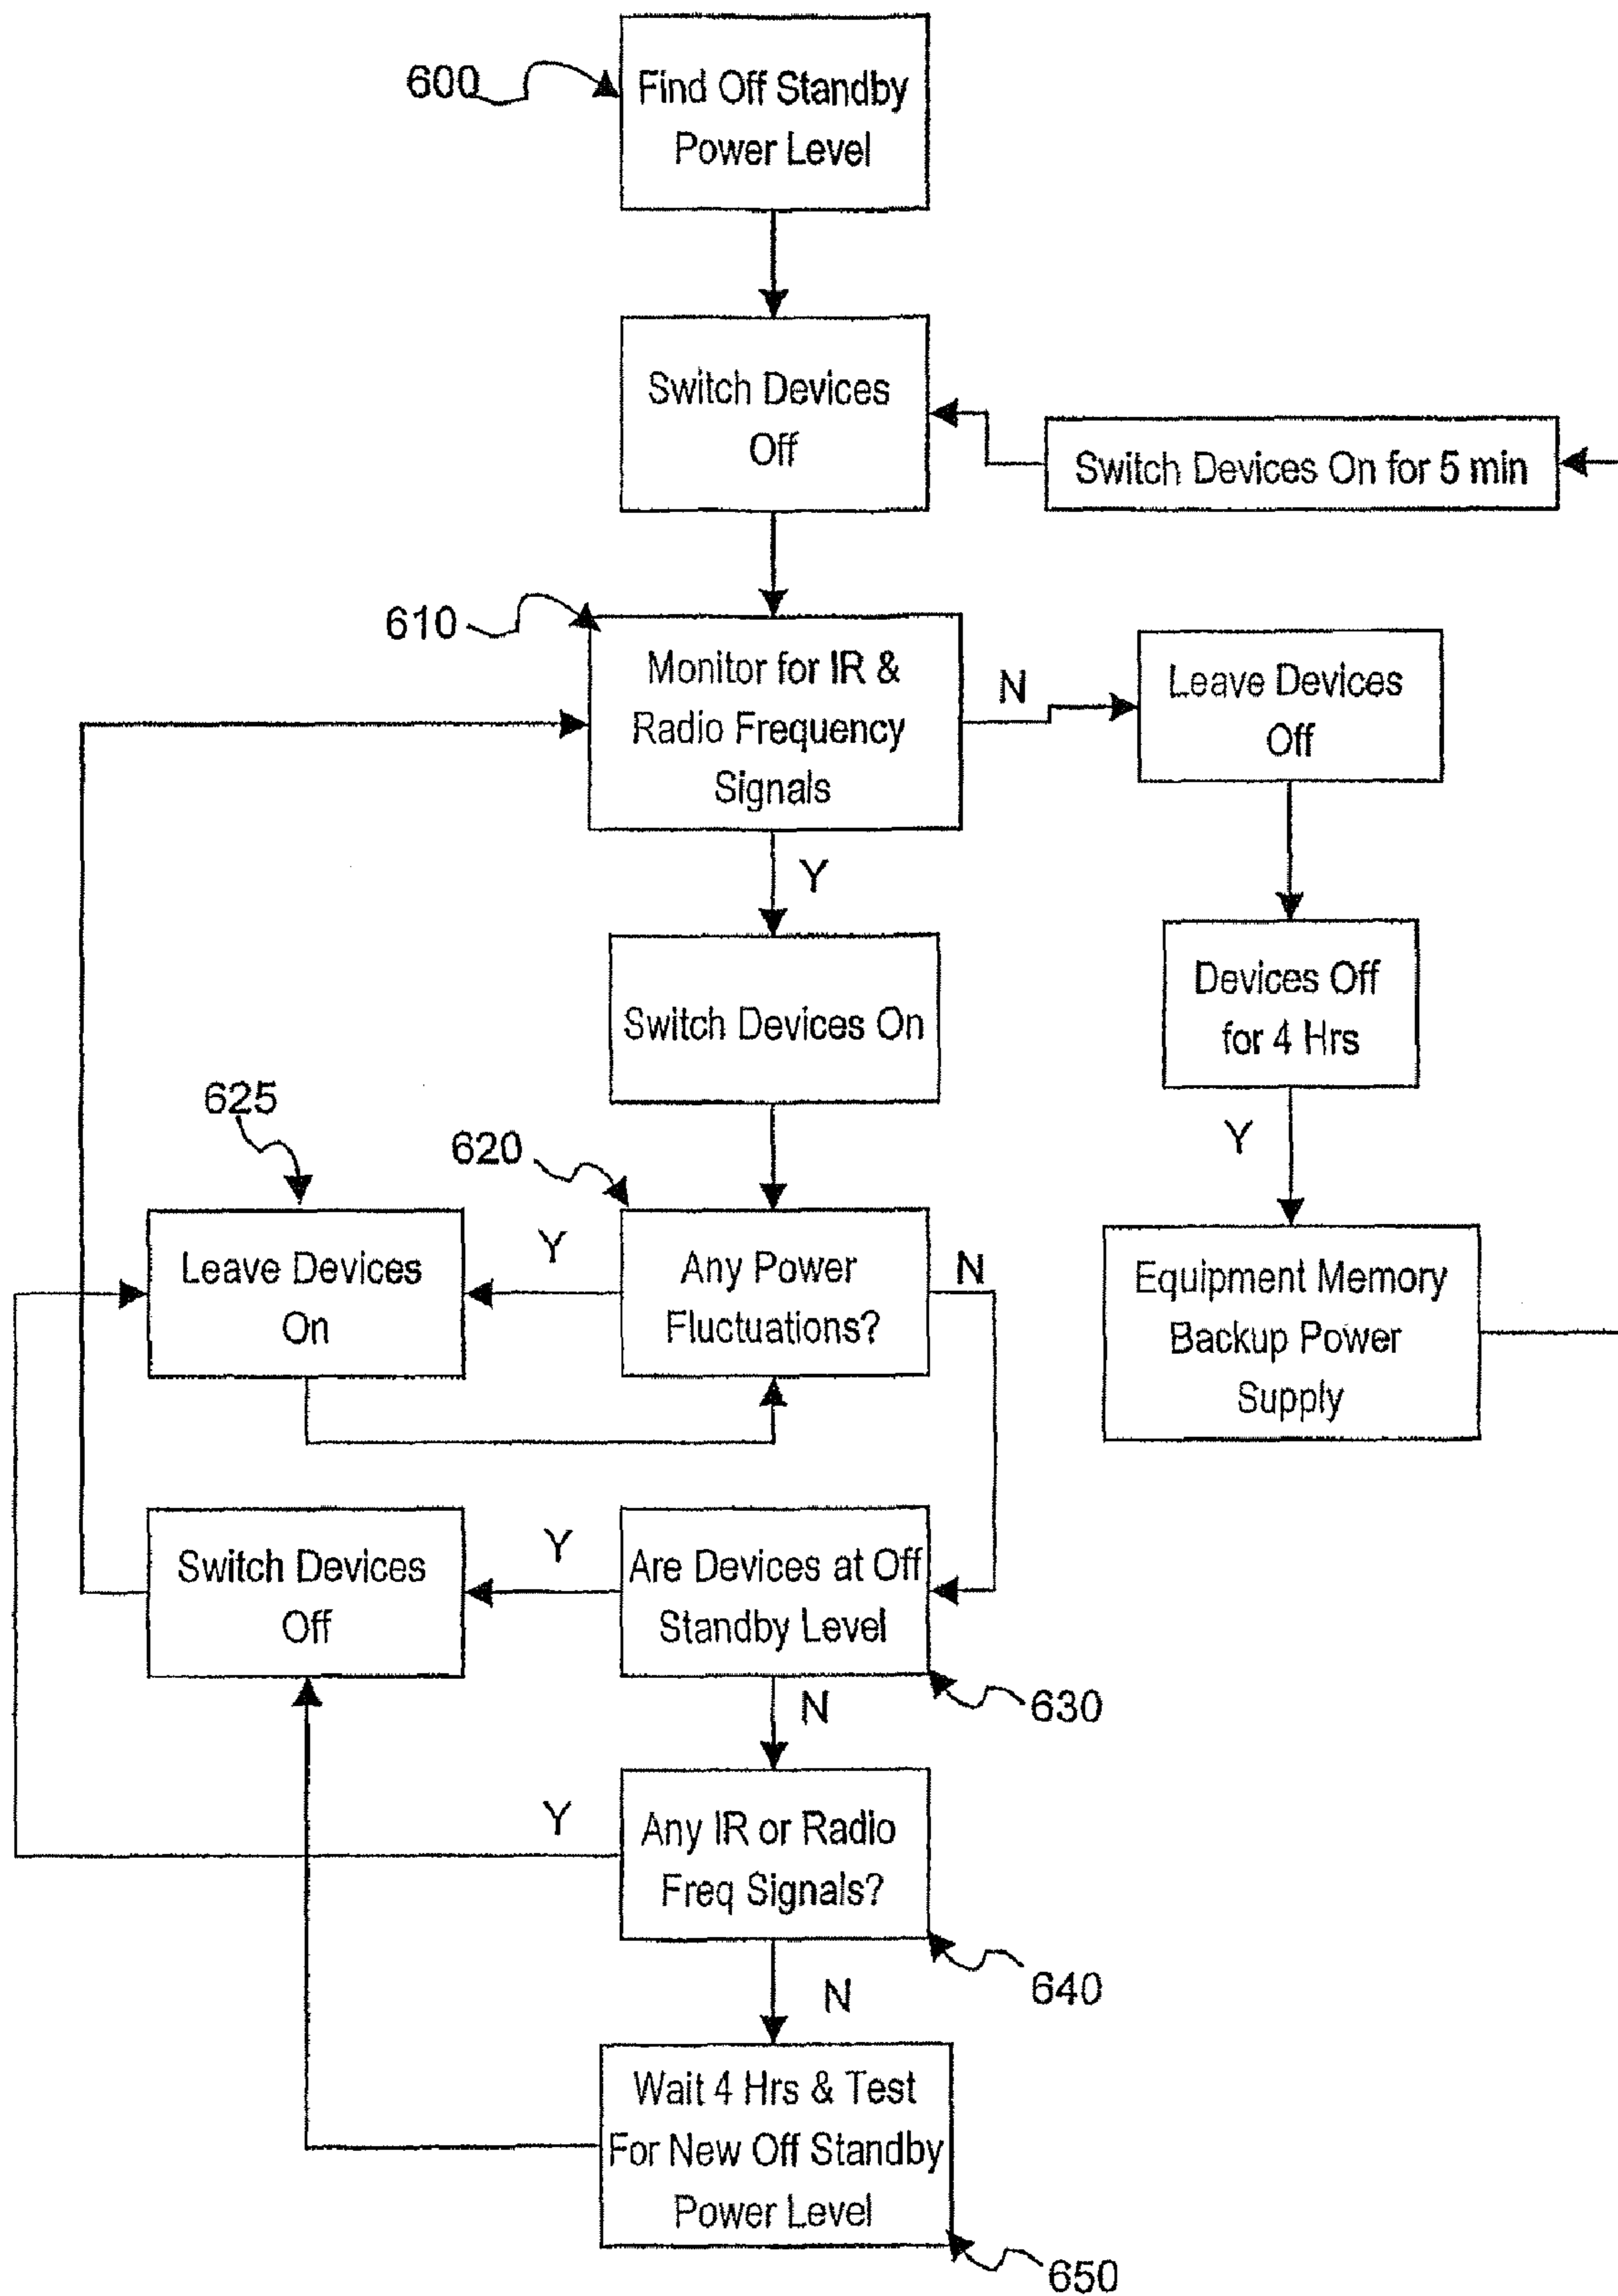 600
Find Off Standby
Power Level
Switch Devices
Off
Switch Devices On for 5 min
610
Monitor for IR &
Radio Frequency
Signals
N
Leave Devices
Off
Y
Switch Devices On
Devices Off
for 4 Hrs
Y
625
Leave Devices
On
Y
620
Any Power
Fluctuations?
N
Equipment Memory
Backup Power
Supply
Switch Devices
Off
Y
Are Devices at Off
Standby Level
630
N
Y
Any IR or Radio
Freq Signals?
640
N
Wait 4 Hrs & Test
For New Off Standby
Power Level
650